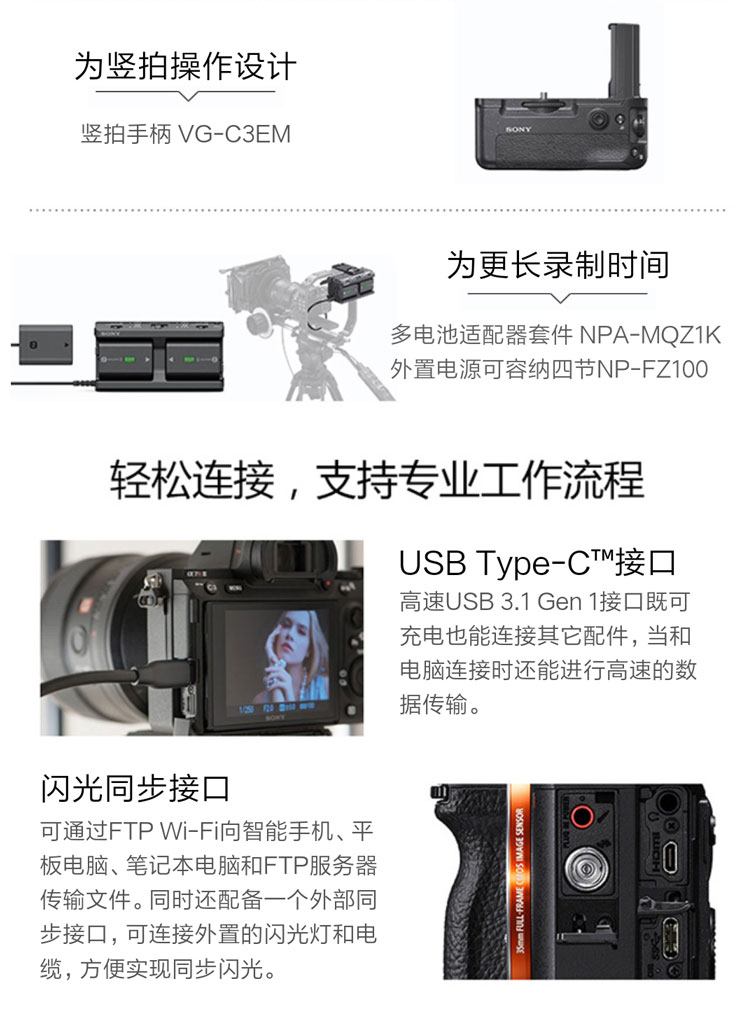 为竖拍操作设计
竖拍手柄 VG-C3EM
SONY
为更长录制时间
多电池适配器套件 NPA-MQZ1K
外置电源可容纳四节NP-FZ100
SONY
轻松连接，支持专业工作流程
MENU
1/250 F2.0
SONY
USB Type-C™接口
高速USB 3.1 Gen 1接口既可
充电也能连接其它配件，当和
电脑连接时还能进行高速的数
据传输。
闪光同步接口
可通过FTP Wi-Fi向智能手机、平
板电脑、笔记本电脑和FTP服务器
传输文件。同时还配备一个外部同
步接口，可连接外置的闪光灯和电
缆，方便实现同步闪光。
35mm FULL-FRAME CMOS IMAGE SENSOR
HDMI